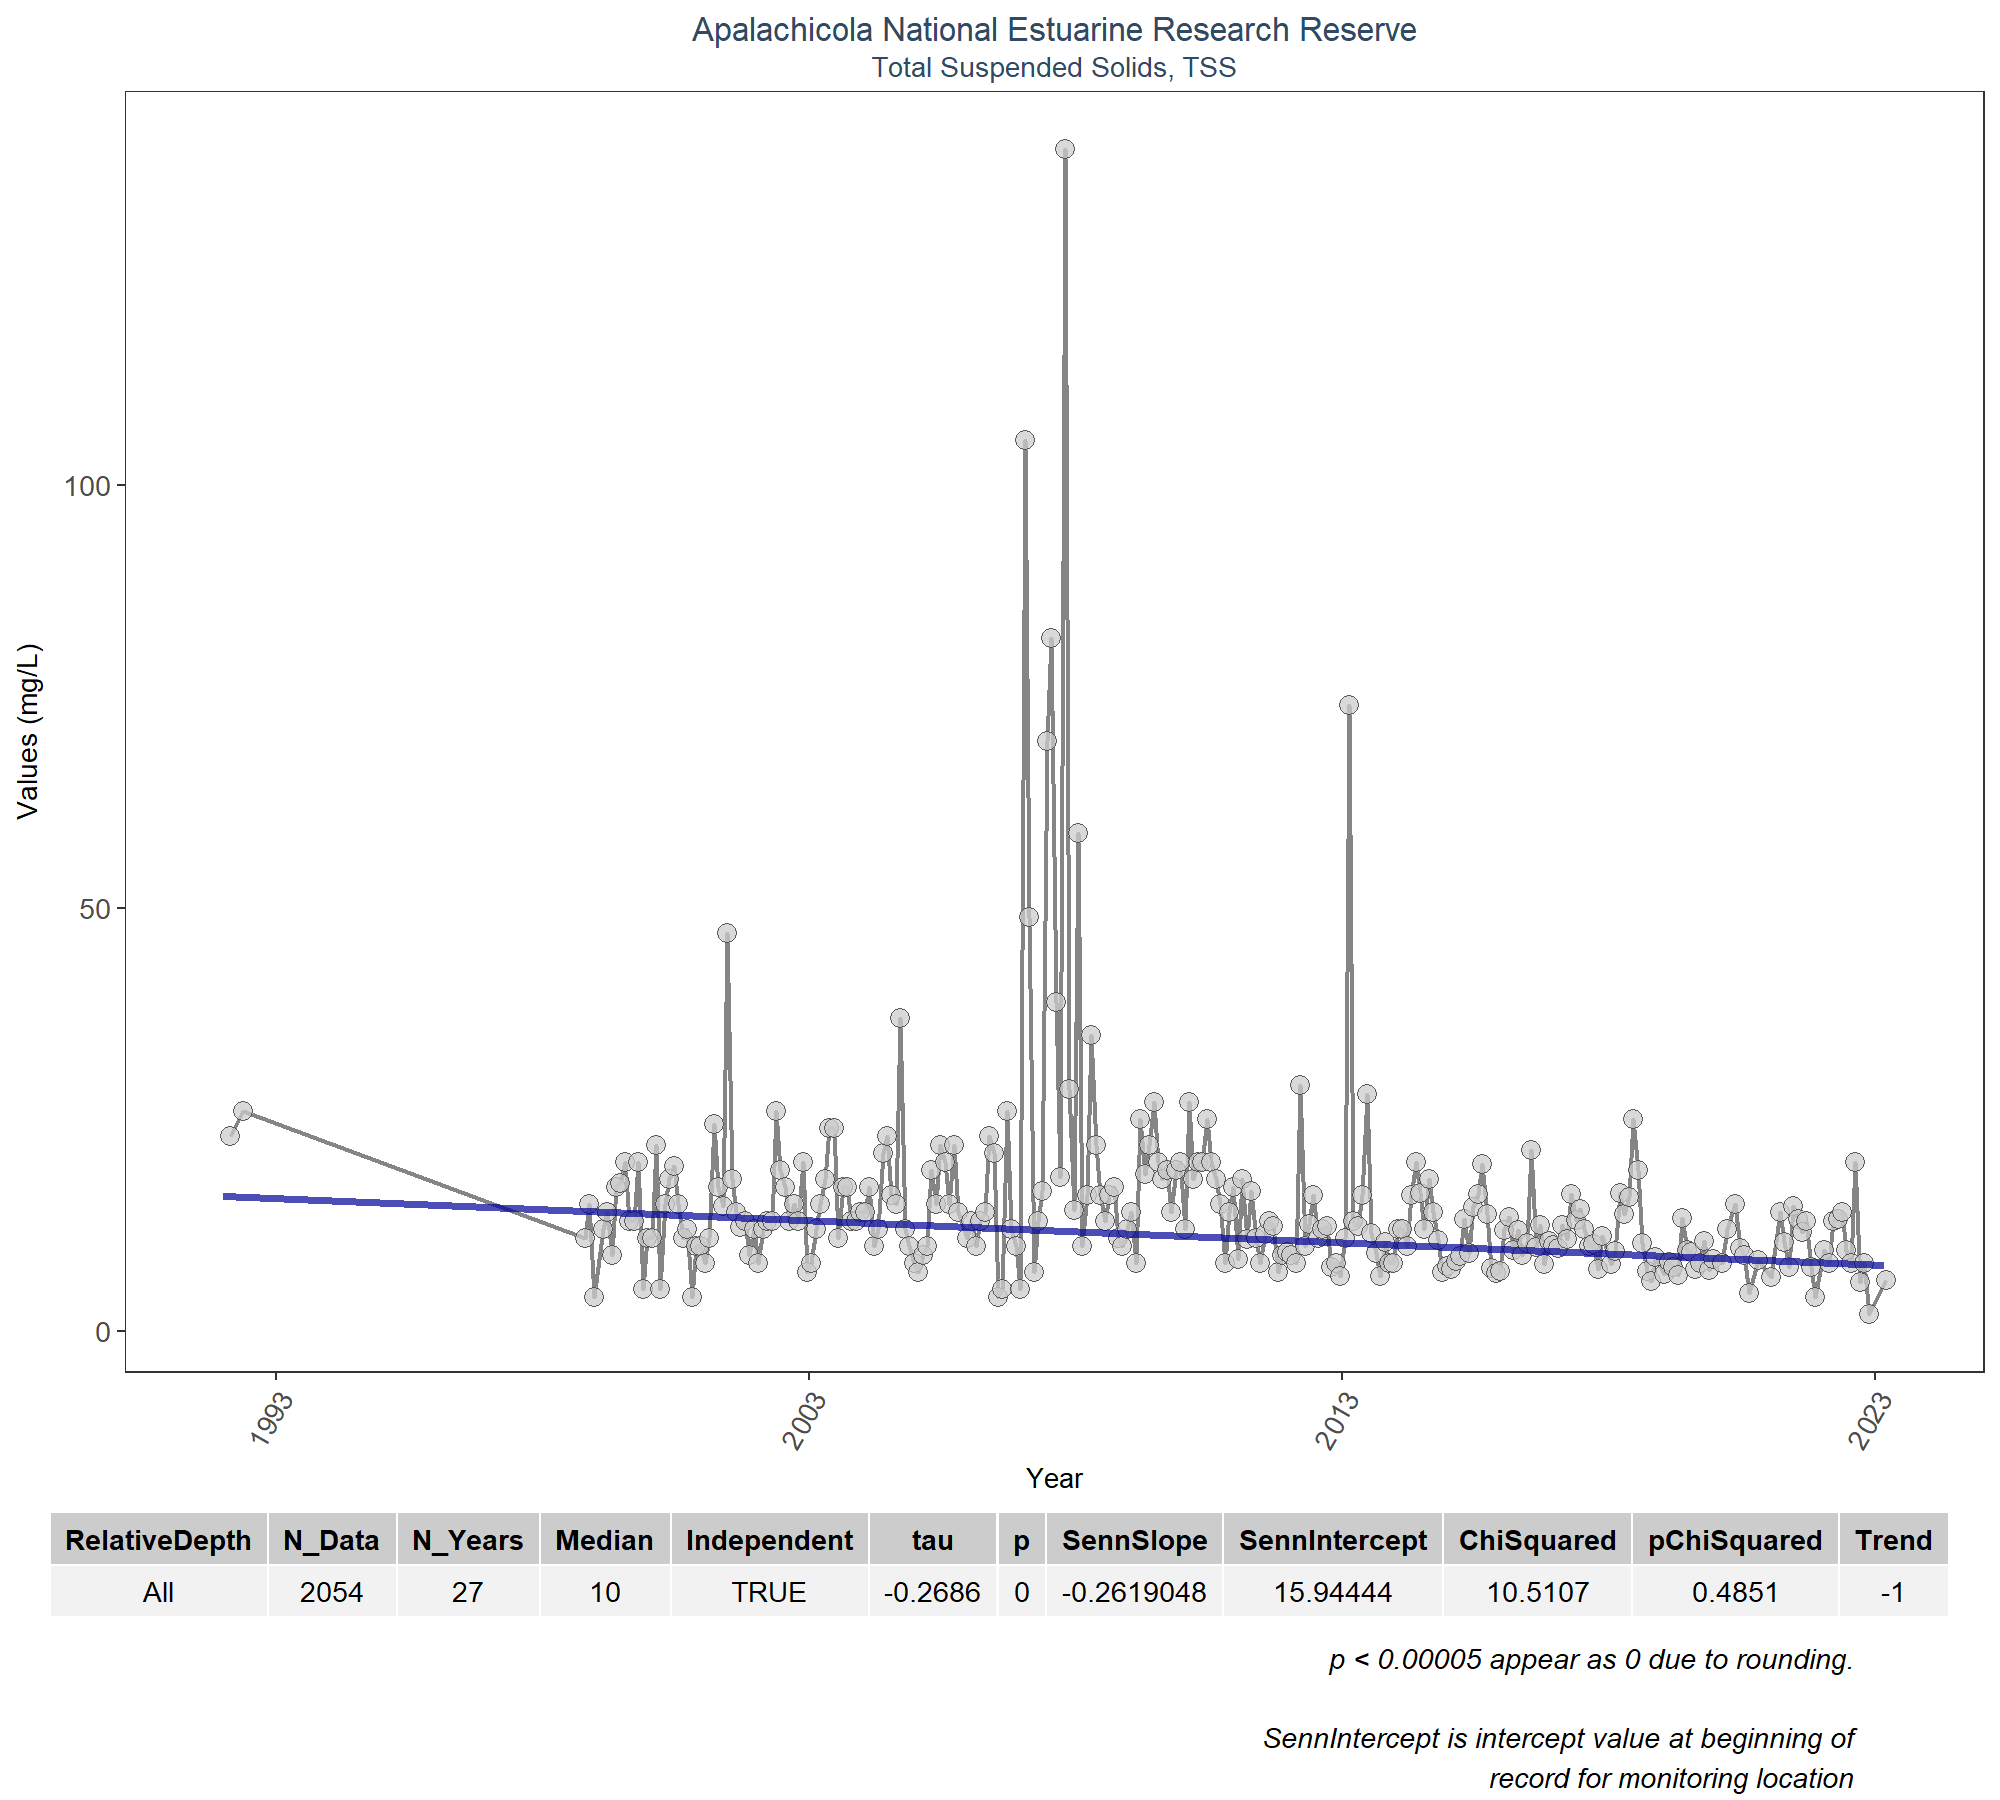 Apalachicola National Estuarine Research Reserve
Total Suspended Solids, TSS
Values (mg/L)
100
50
0
1993
2003
2013
2023
Year
RelativeDepth N_Data N_Years Median Independent tau p SennSlope SennIntercept ChiSquared pChiSquared Trend
All 2054 27 10 TRUE -0.2686 0 -0.2619048 15.94444 10.5107 0.4851 -1
p < 0.00005 appear as 0 due to rounding.
SennIntercept is intercept value at beginning of
record for monitoring location